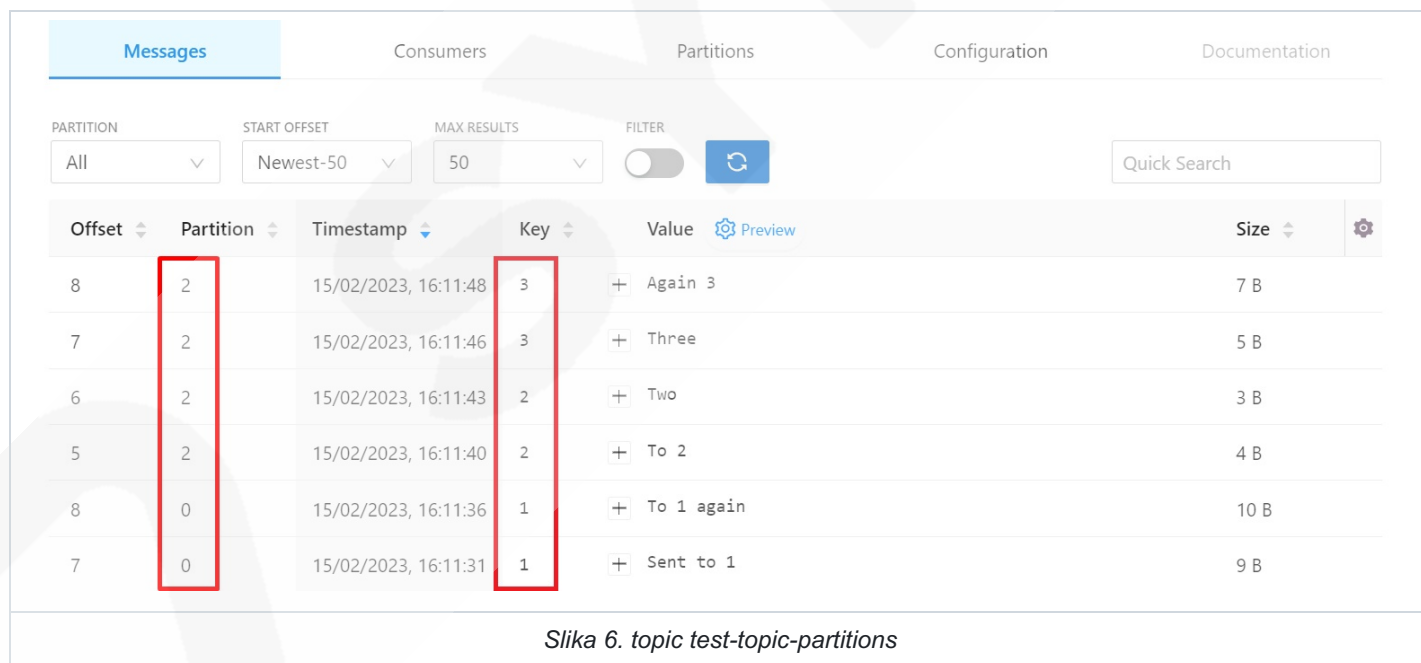 Messages Consumers Partitions Configuration Documentation
PARTITION START OFFSET MAX RESULTS FILTER
All Newest-50 50 Quick Search
Offset Partition Timestamp Key Value Preview Size
8 2 15/02/2023, 16:11:48 3 Again 3 7 B
7 2 15/02/2023, 16:11:46 3 Three 5 B
6 2 15/02/2023, 16:11:43 2 Two 3 B
5 2 15/02/2023, 16:11:40 2 To 2 4 B
8 0 15/02/2023, 16:11:36 1 To 1 again 10 B
7 0 15/02/2023, 16:11:31 1 Sent to 1 9 B
Slika 6. topic test-topic-partitions